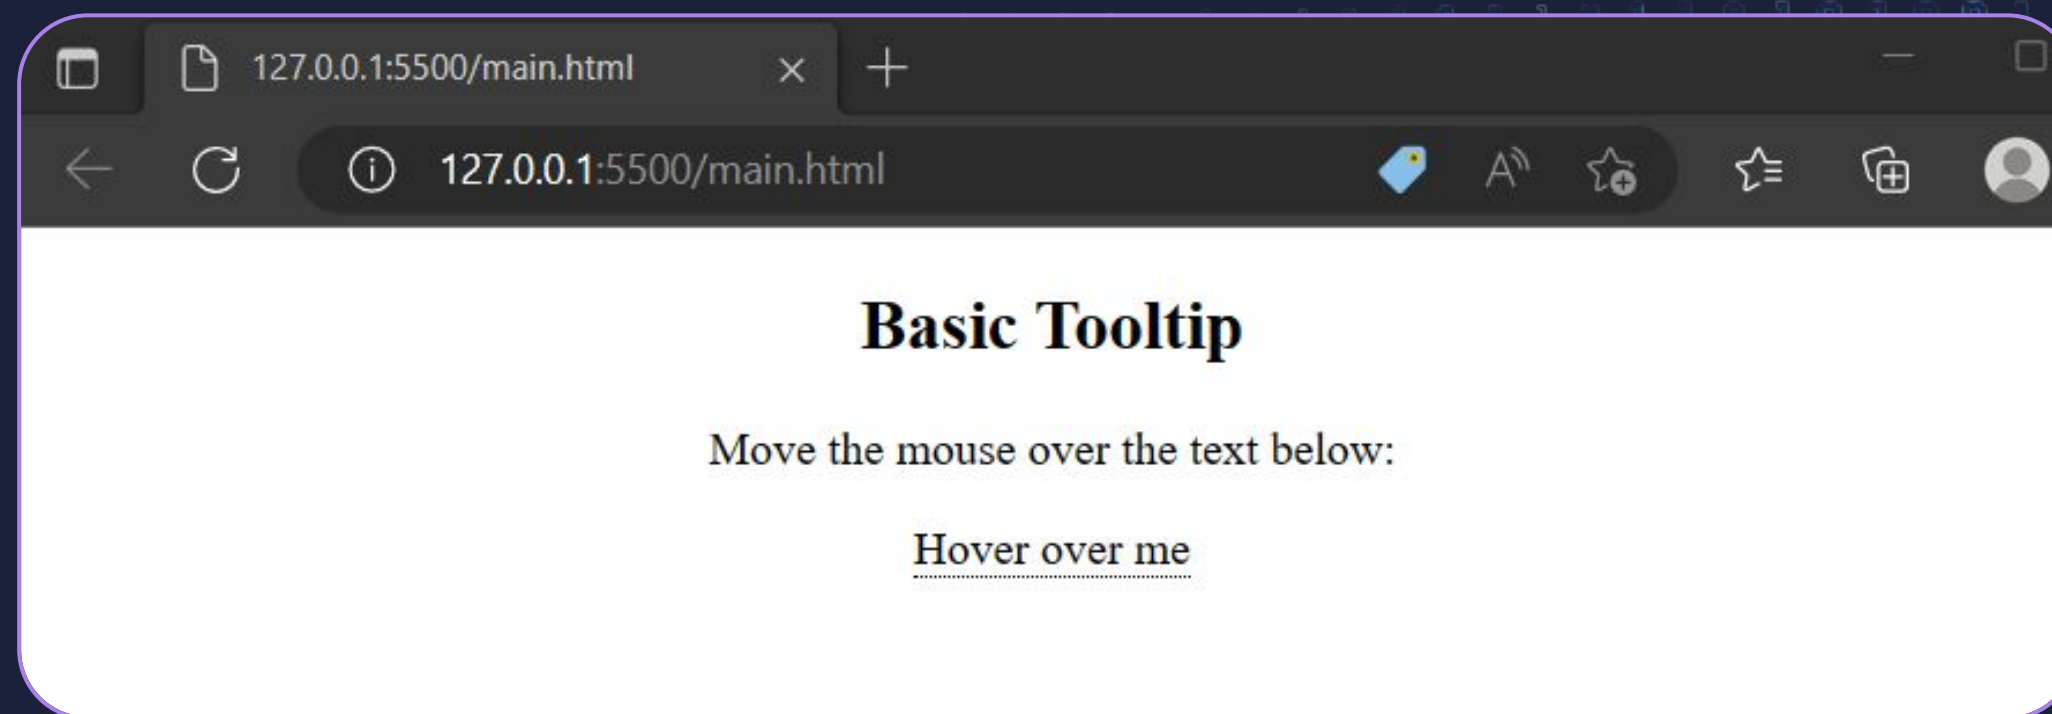 127.0.0.1:5500/main.html
127.0.0.1:5500/main.html
Basic Tooltip
Move the mouse over the text below:
Hover over me